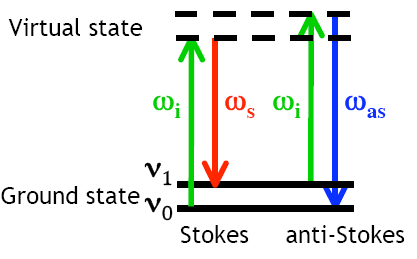 Virtual state
ωi ωs ωi ωas
ν1
Ground state ν0
Stokes anti-Stokes